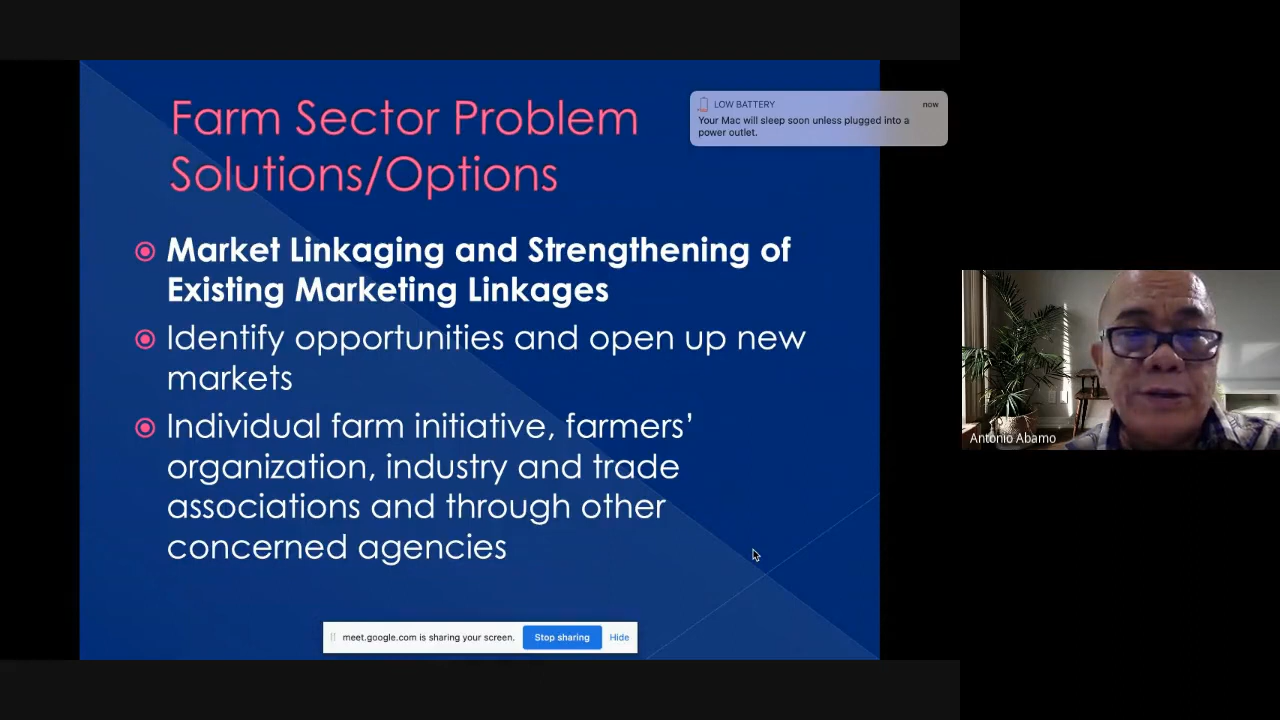 Farm Sector Problem
Solutions/Options
LOW BATTERY
now
Your Mac will sleep soon unless plugged into a
power outlet.
Market Linkaging and Strengthening of
Existing Marketing Linkages
Identify opportunities and open up new
markets
Individual farm initiative, farmers’
organization, industry and trade
associations and through other
concerned agencies
Antonio Abamo
meet.google.com is sharing your screen.
Stop sharing
Hide